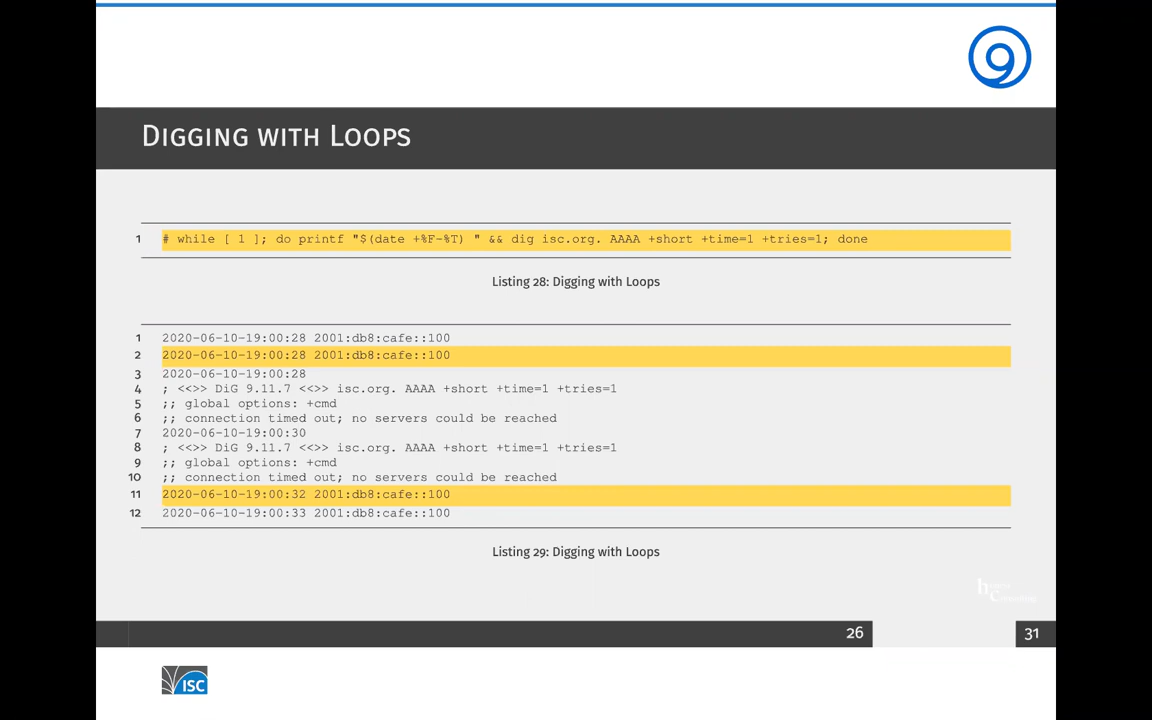 9
Digging with Loops
1 # while [ 1 ]; do printf "$(date +%F-%T) " && dig isc.org. AAAA +short +time=1 +tries=1; done
Listing 28: Digging with Loops
1 2020-06-10-19:00:28 2001:db8:cafe::100
2 2020-06-10-19:00:28 2001:db8:cafe::100
3 2020-06-10-19:00:28
4 ; <<>> DiG 9.11.7 <<>> isc.org. AAAA +short +time=1 +tries=1
5 ;; global options: +cmd
6 ;; connection timed out; no servers could be reached
7 2020-06-10-19:00:30
8 ; <<>> DiG 9.11.7 <<>> isc.org. AAAA +short +time=1 +tries=1
9 ;; global options: +cmd
10 ;; connection timed out; no servers could be reached
11 2020-06-10-19:00:32 2001:db8:cafe::100
12 2020-06-10-19:00:33 2001:db8:cafe::100
Listing 29: Digging with Loops
26
31
ISC